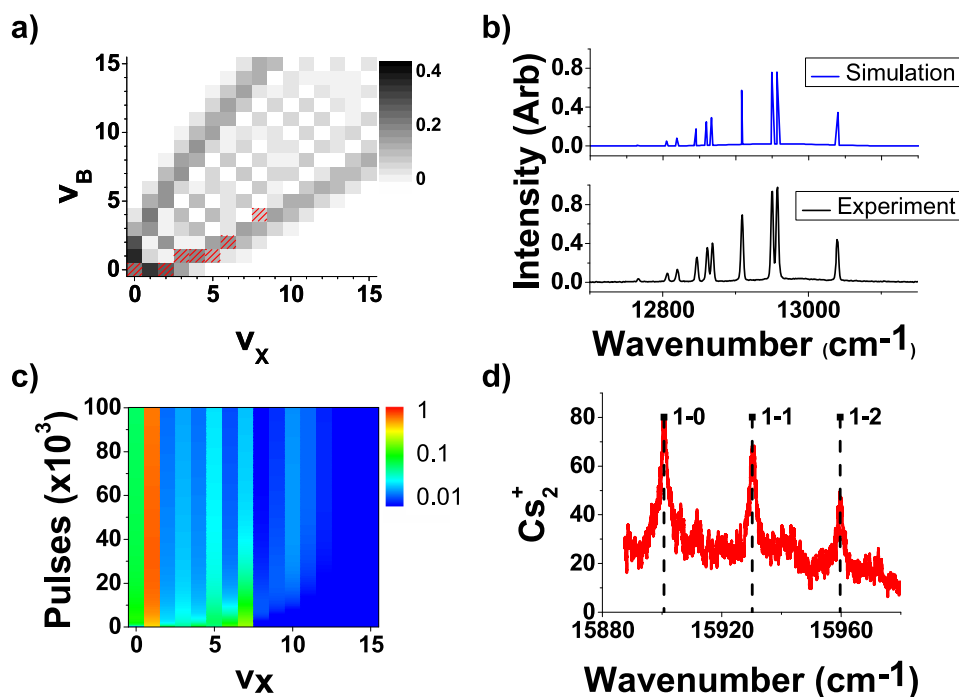 a)
15
10
5
0
v_B
0 5 10 15
v_X
0.4
0.2
0
b)
Intensity (Arb)
0.8
0.4
0.0
Simulation
0.8
0.4
0.0
Experiment
12800 13000
Wavenumber (cm-1)
c)
Pulses (x10^3)
100
80
60
40
20
0
0 5 10 15
vx
1
0.1
0.01
d)
Cs_2^+
80
60
40
20
0
1-0 1-1 1-2
15880 15920 15960
Wavenumber (cm-1)